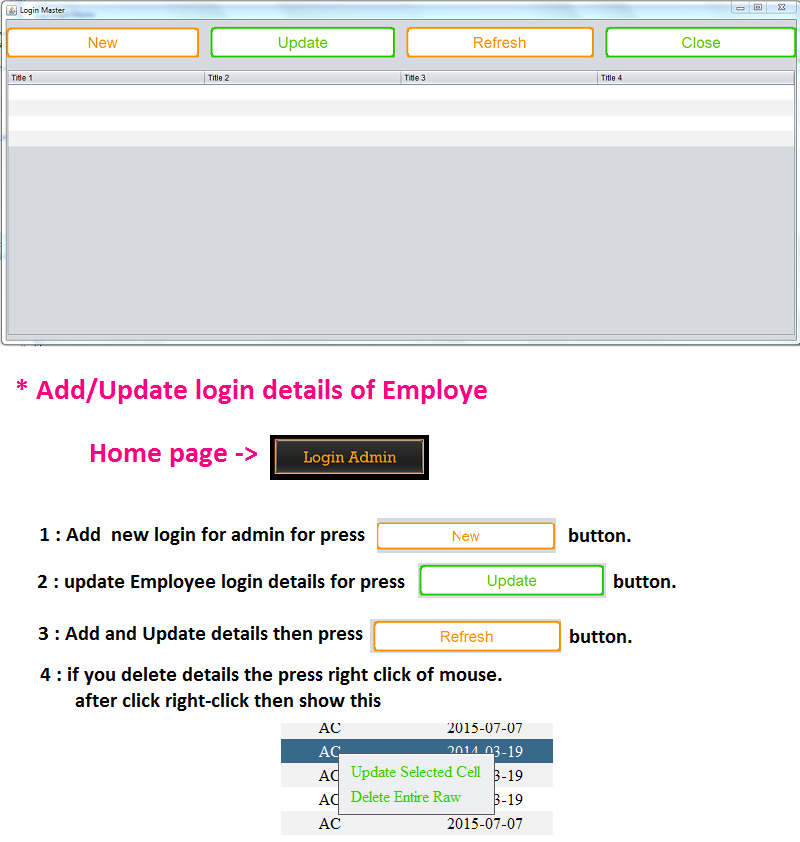 Login Master
New Update Refresh Close
Title 1 Title 2 Title 3 Title 4
* Add/Update login details of Employe
Home page -> Login Admin
1 : Add new login for admin for press New button.
2 : update Employee login details for press Update button.
3 : Add and Update details then press Refresh button.
4 : if you delete details the press right click of mouse.
after click right-click then show this
AC 2015-07-07
AC 2014-03-19
Update Selected Cell
AC 3-19
Delete Entire Raw
AC 3-19
AC 2015-07-07